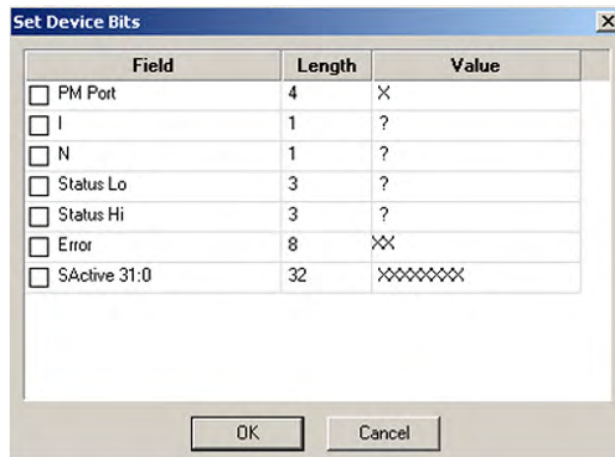 Set Device Bits
Field Length Value
PM Port 4 X
I 1 ?
N 1 ?
Status Lo 3 ?
Status Hi 3 ?
Error 8 XX
SActive 31:0 32 XXXXXXXX
OK Cancel